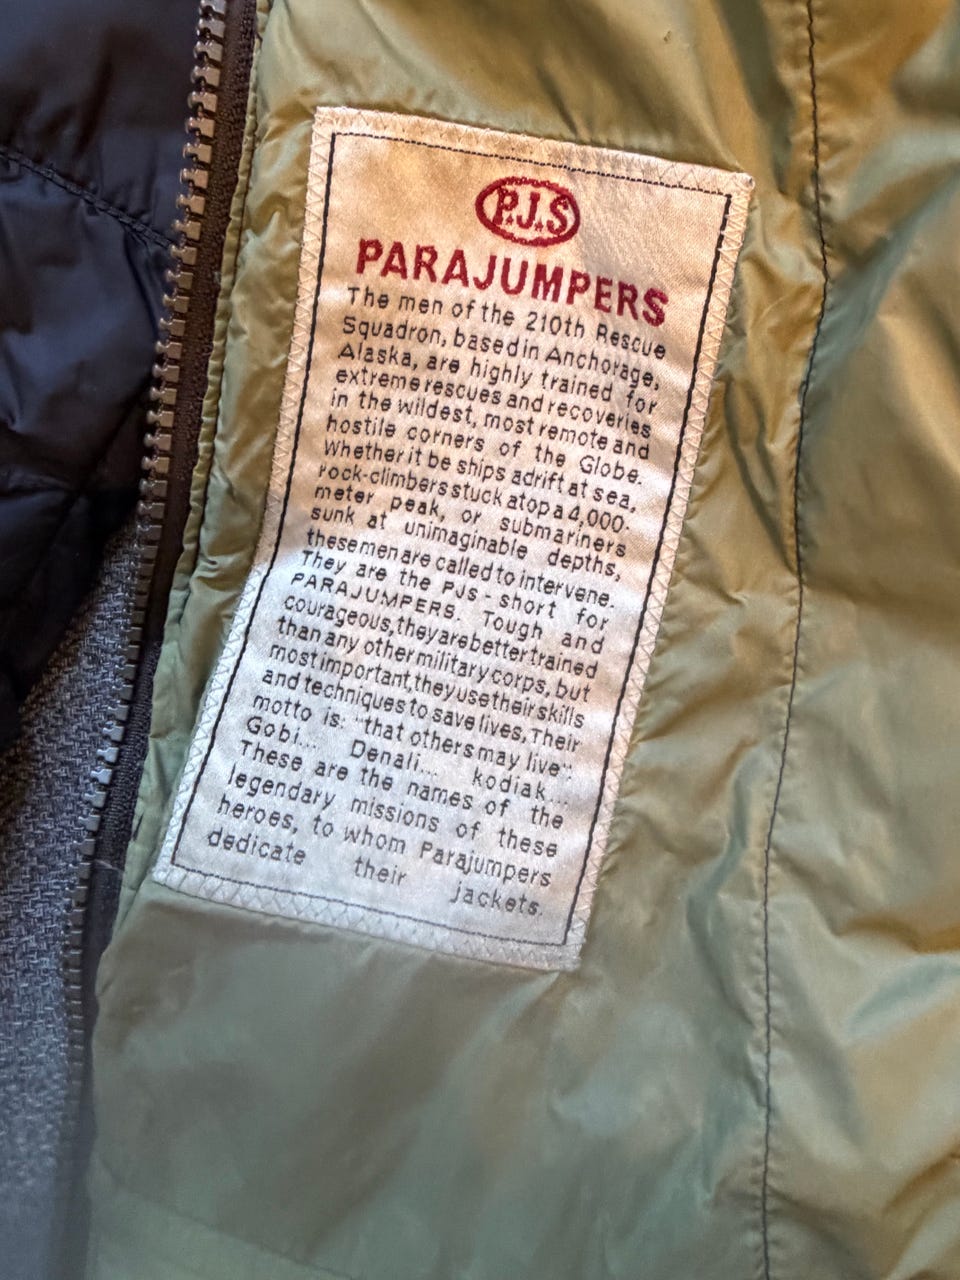 P.J.S
PARAJUMPERS
The men of the 210th Rescue
Squadron, based in Anchorage,
Alaska, are highly trained for
extreme rescues and recoveries
in the wildest, most remote and
hostile corners of the Globe.
Whether it be ships adrift at sea,
rock-climbers stuck atop a 4,000-
meter peak, or submariners
sunk at unimaginable depths,
these men are called to intervene.
They are the PJs - short for
PARAJUMPERS. Tough and
courageous, they are better trained
than any other military corps, but
most important, they use their skills
and techniques to save lives. Their
motto is: "that others may live":
Gobi... Denali... kodiak...
These are the names of the
legendary missions of these
heroes, to whom Parajumpers
dedicate their jackets.